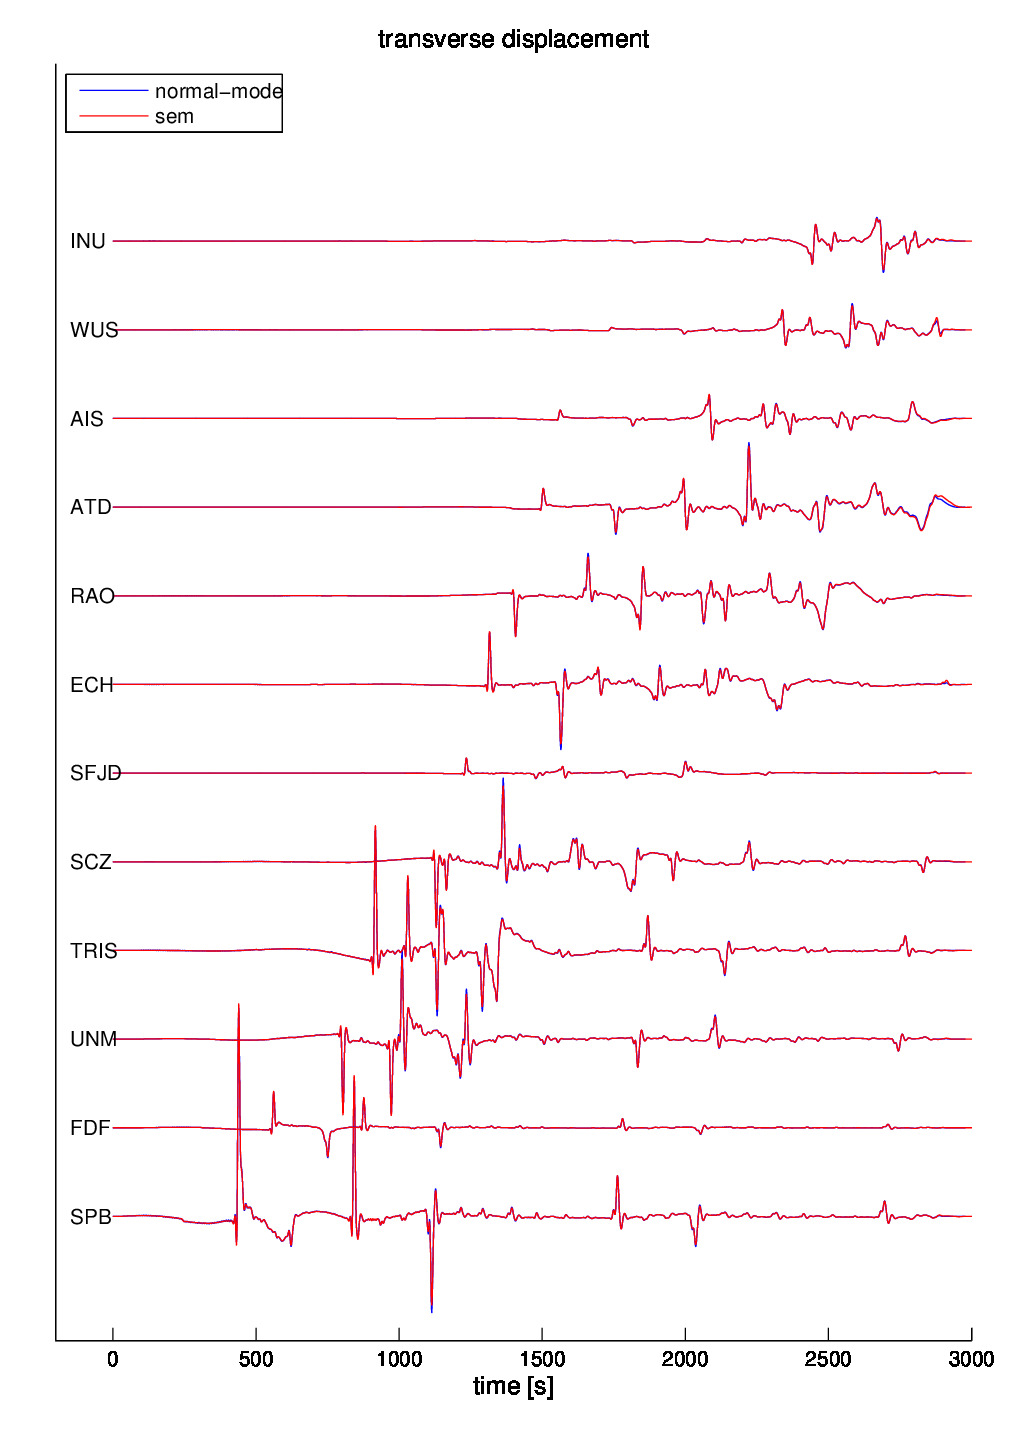 transverse displacement
normal-mode
sem
INU
WUS
AIS
ATD
RAO
ECH
SFJD
SCZ
TRIS
UNM
FDF
SPB
0 500 1000 1500 2000 2500 3000
time [s]